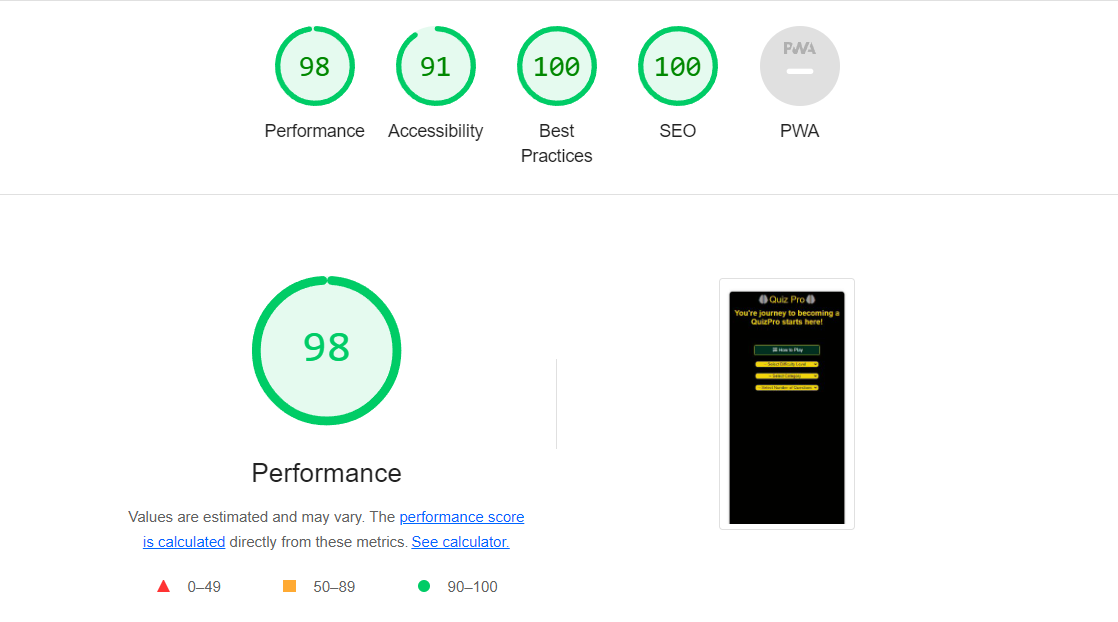 98
91
100
100
PWA
Performance
Accessibility
Best
Practices
SEO
PWA
98
Performance
Values are estimated and may vary. The performance score
is calculated directly from these metrics. See calculator.
0–49
50–89
90–100
Quiz Pro
You're journey to becoming a
QuizPro starts here!
How to Play
Select Difficulty Level
Select Category
Select Number of Questions